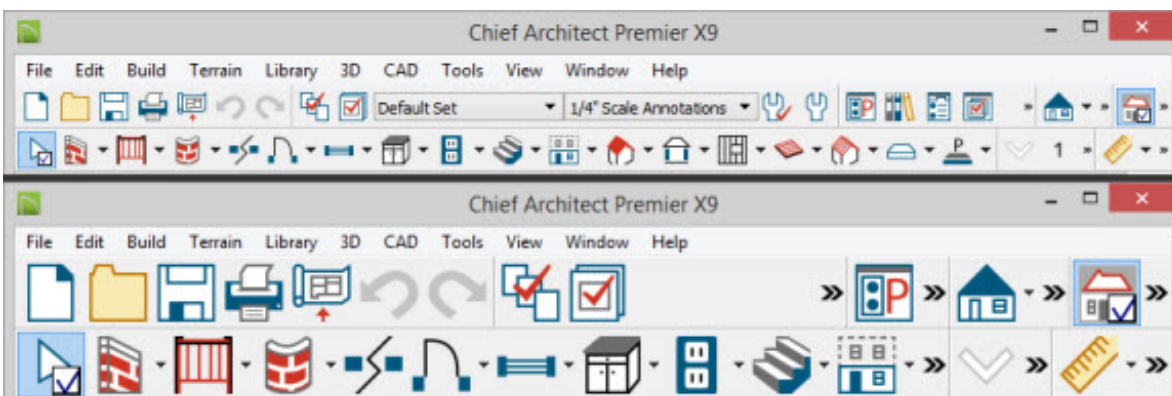 Chief Architect Premier X9
File Edit Build Terrain Library 3D CAD Tools View Window Help
Default Set 1/4" Scale Annotations P
P 1
Chief Architect Premier X9
File Edit Build Terrain Library 3D CAD Tools View Window Help
P